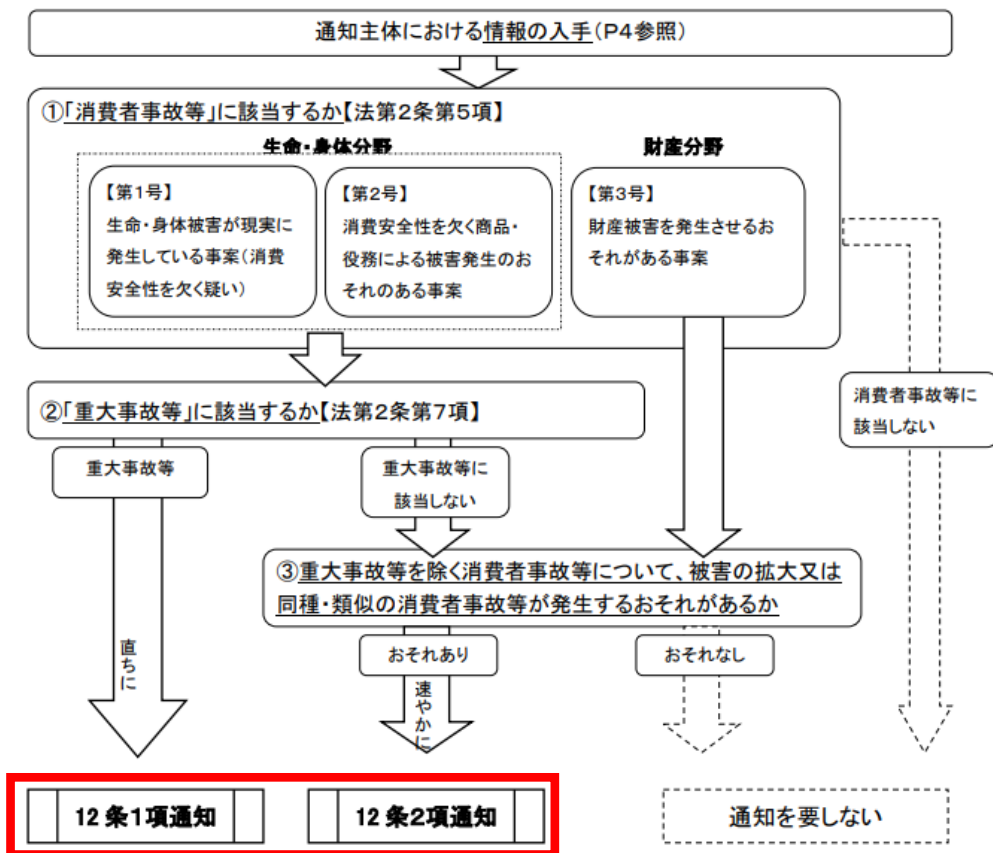 通知主体における情報の入手(P4参照)
①「消費者事故等」に該当するか【法第2条第5項】
生命・身体分野
財産分野
【第1号】
生命・身体被害が現実に
発生している事案(消費
安全性を欠く疑い)
【第2号】
消費安全性を欠く商品・
役務による被害発生のお
それのある事案
【第3号】
財産被害を発生させるお
それがある事案
消費者事故等に
該当しない
②「重大事故等」に該当するか【法第2条第7項】
重大事故等
重大事故等に
該当しない
③重大事故等を除く消費者事故等について、被害の拡大又は
同種・類似の消費者事故等が発生するおそれがあるか
おそれあり
おそれなし
直ちに
速やかに
12条1項通知
12条2項通知
通知を要しない